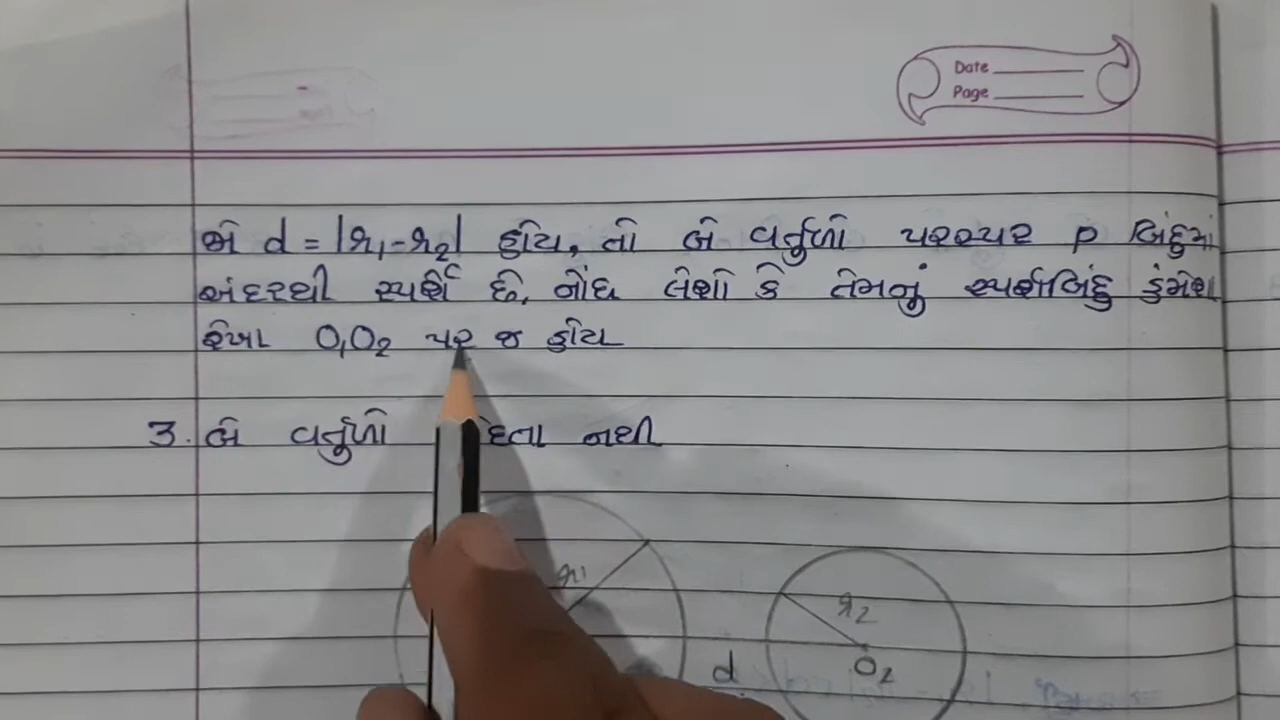 Date
Page
જો d = |r₁-r₂| હોય, તો બે વર્તુળો પરસ્પર P બિંદુમાં
અંદરથી સ્પર્શે છે. નોંધ લેશો કે તેમનું સ્પર્શબિંદુ હંમેશા
રેખા O₁O₂ પર જ હોય
3. બે વર્તુળો દતા નથી
r₁
r₂
d
O₂